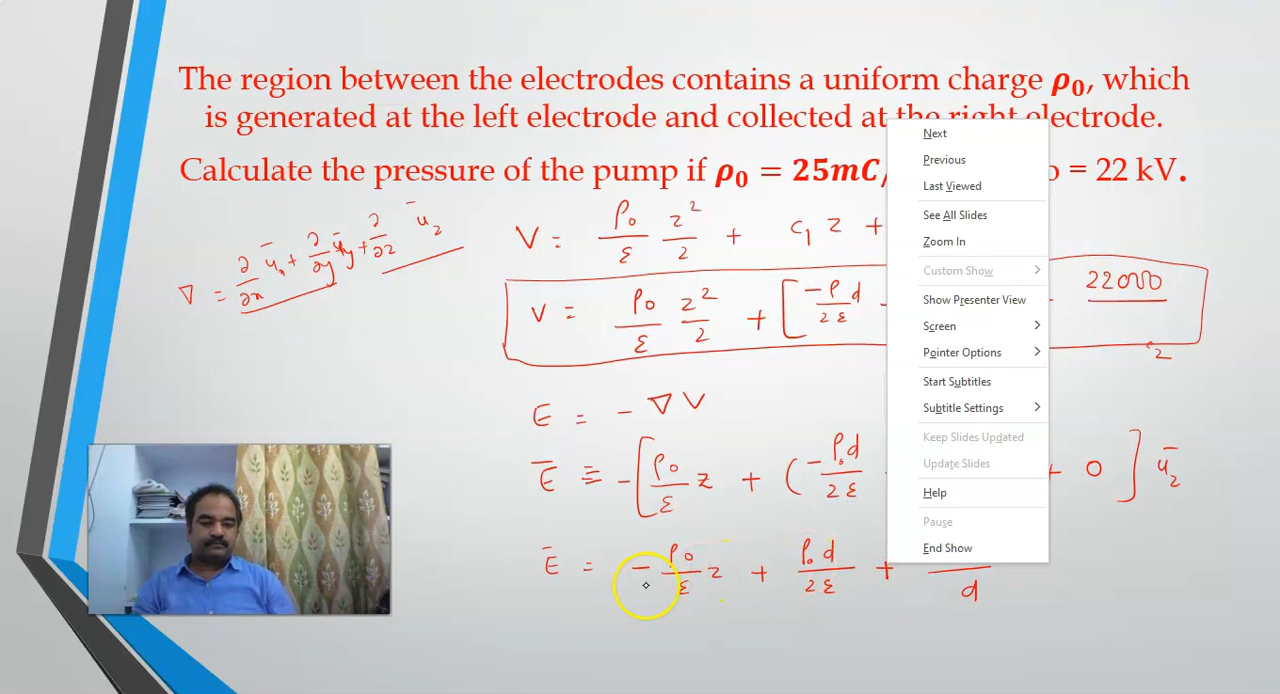 The region between the electrodes contains a uniform charge ρ₀, which
is generated at the left electrode and collected at the right electrode.
Calculate the pressure of the pump if ρ₀ = 25mC/ = 22 kV.
∇ = ∂/∂x ūₓ + ∂/∂y ū_y + ∂/∂z ū_z
V = ρ₀/ε z²/2 + c₁ z +
V = ρ₀/ε z²/2 + [ -ρ₀d/2ε 22000
z
E = - ∇ V
Ē = - [ ρ₀/ε z + ( -ρ₀d/2ε + 0 ] ū_z
Ē = - ρ₀/ε z + ρ₀d/2ε + /d
Next
Previous
Last Viewed
See All Slides
Zoom In
Custom Show
Show Presenter View
Screen
Pointer Options
Start Subtitles
Subtitle Settings
Keep Slides Updated
Update Slides
Help
Pause
End Show